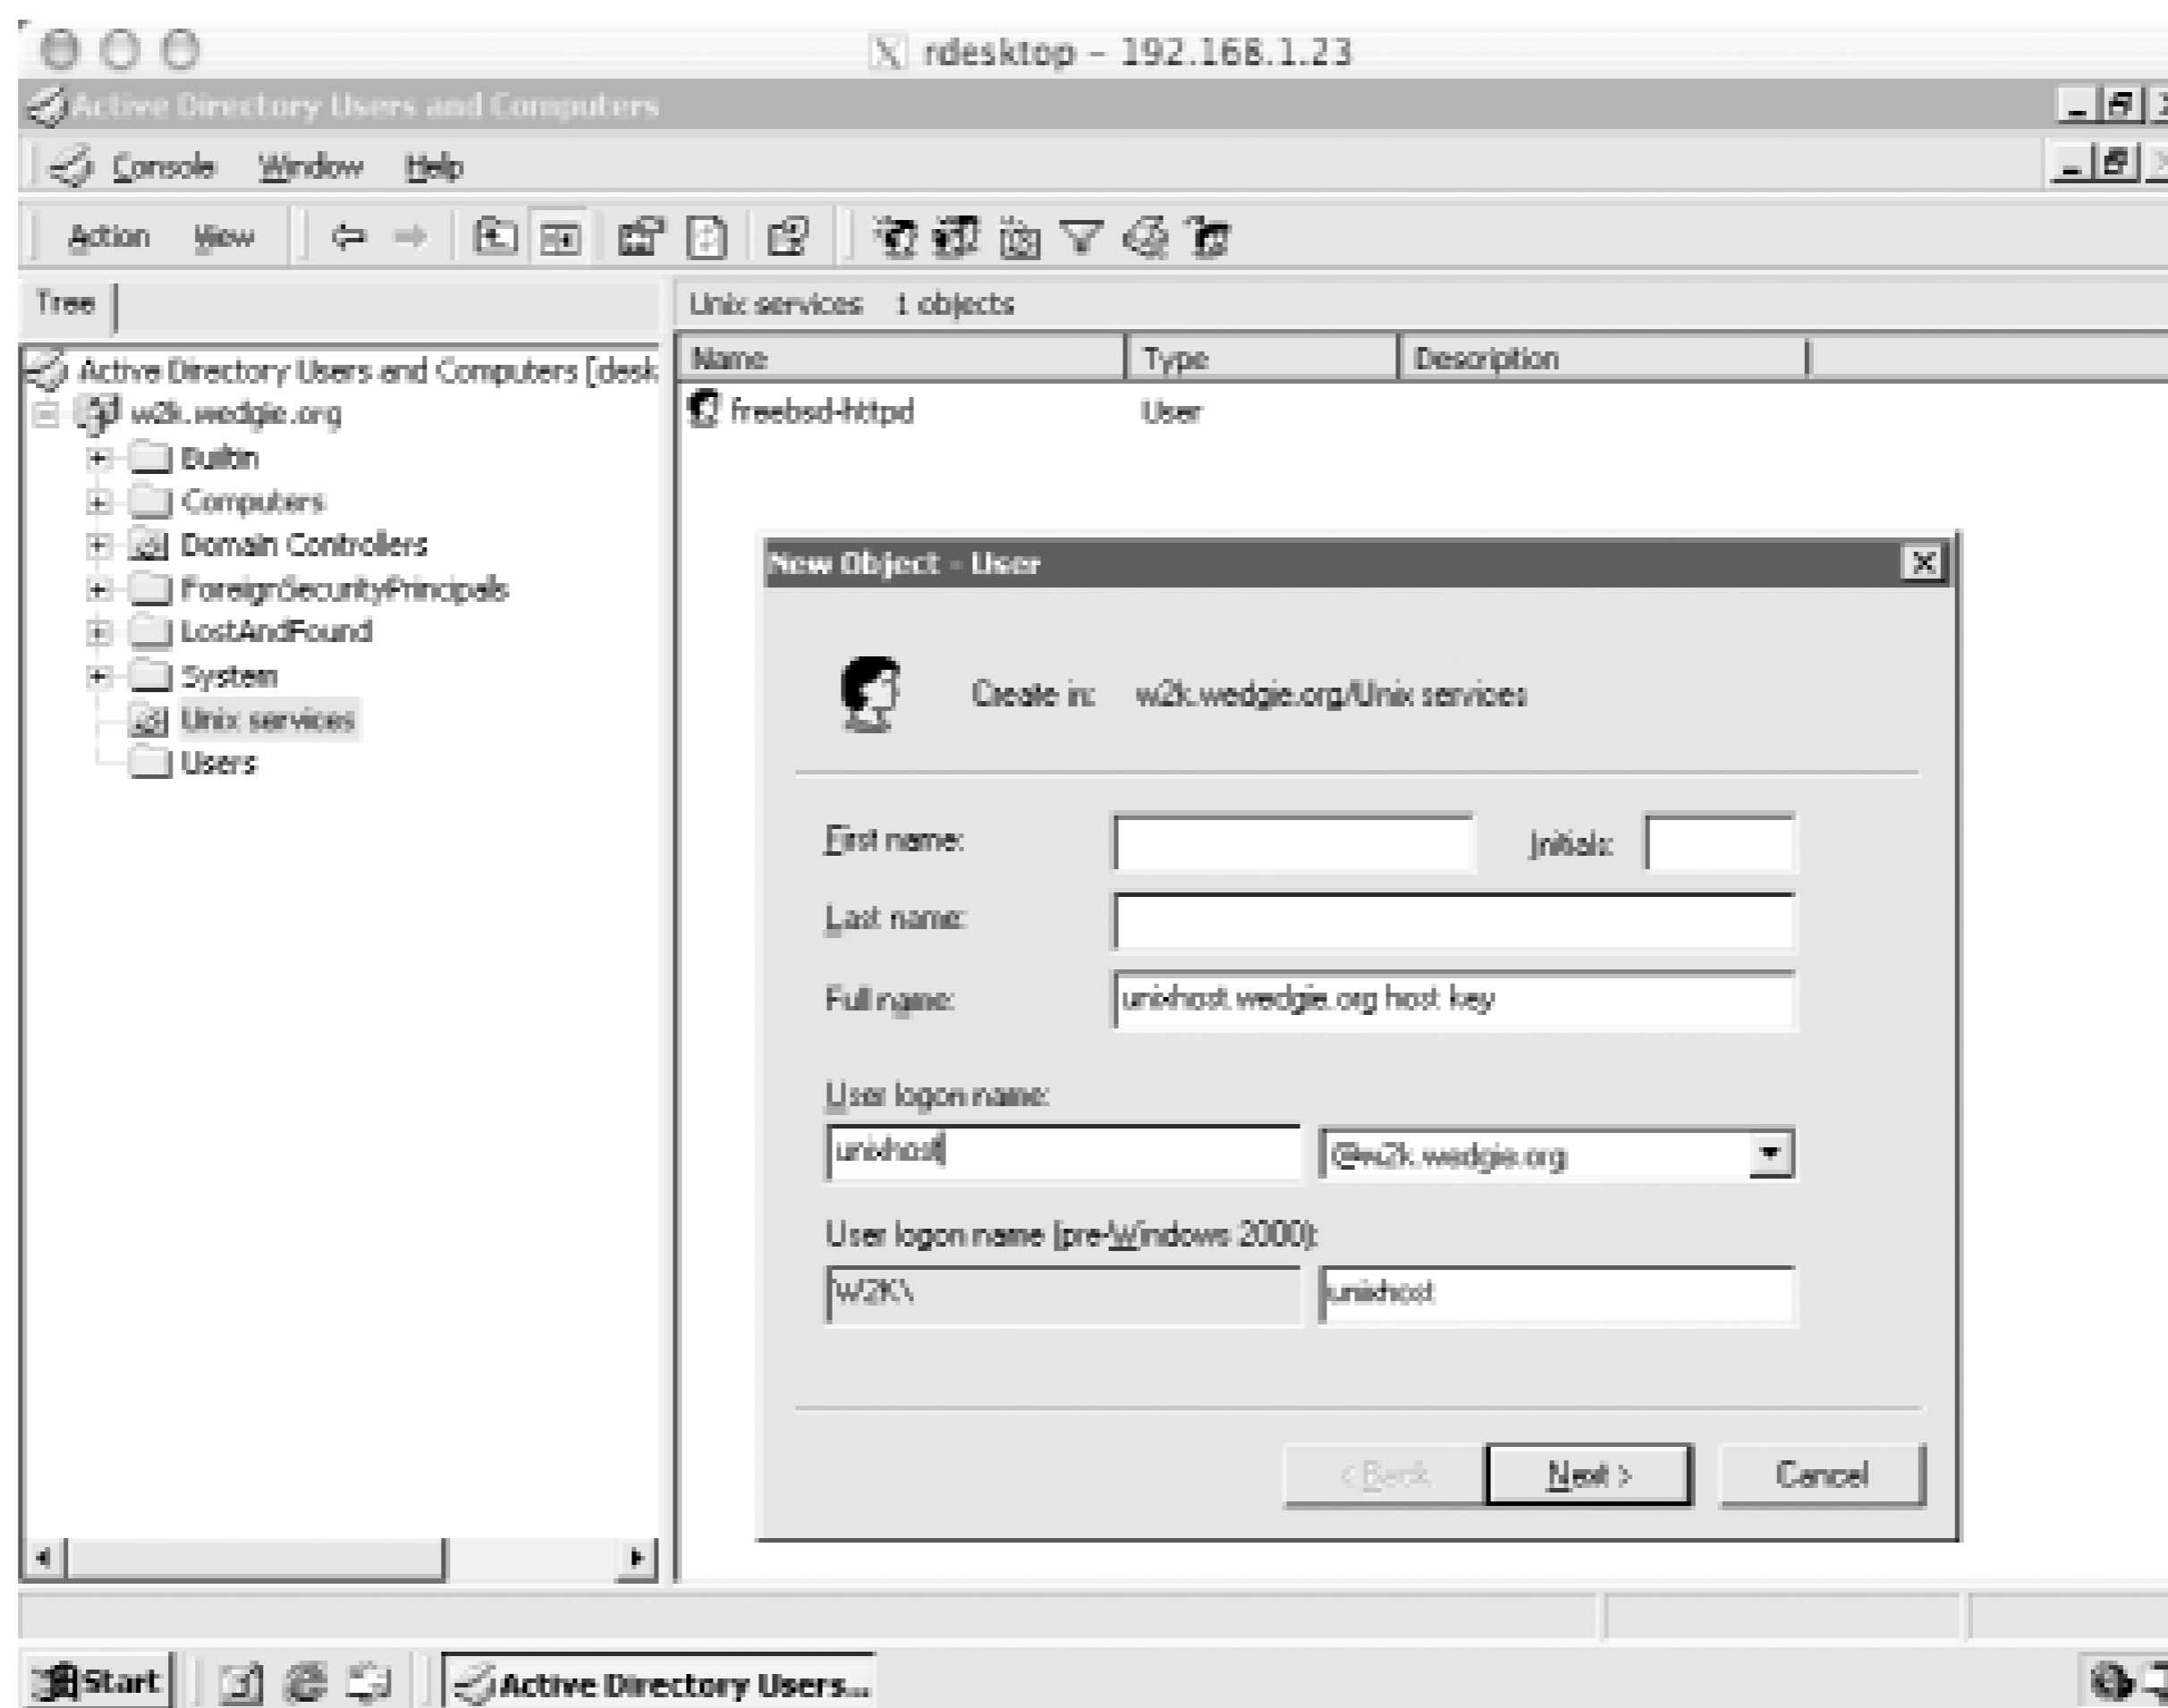 rdesktop - 192.168.1.23
Active Directory Users and Computers
Console Window Help
Action View
Tree
Unix services 1 objects
Active Directory Users and Computers [desk
Name Type Description
w2k.wedgie.org
freebsd-httpd User
Builtin
Computers
Domain Controllers
ForeignSecurityPrincipals
LostAndFound
System
Unix services
Users
New Object - User
Create in: w2k.wedgie.org/Unix services
First name: Initials:
Last name:
Full name: unixhost.wedgie.org host key
User logon name:
unixhost @w2k.wedgie.org
User logon name (pre-Windows 2000):
W2K\ unixhost
< Back Next > Cancel
Start Active Directory Users...